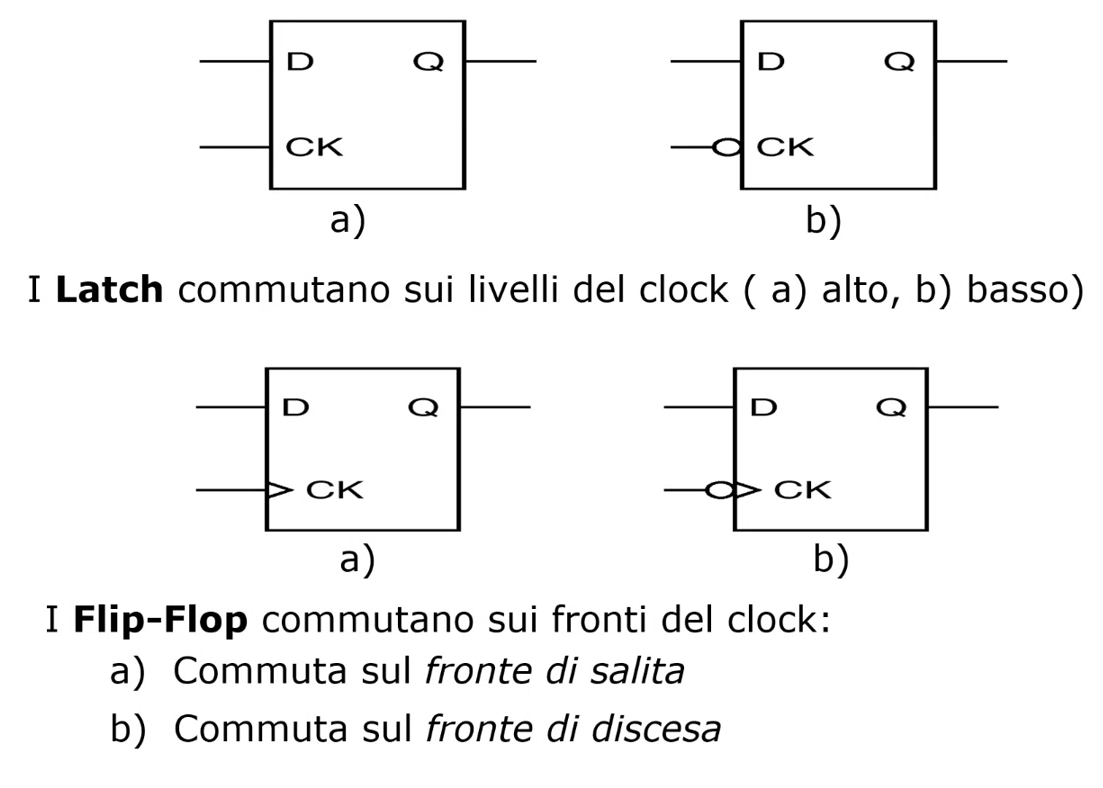 D Q D Q
CK CK
a) b)
I Latch commutano sui livelli del clock ( a) alto, b) basso)
D Q D Q
CK CK
a) b)
I Flip-Flop commutano sui fronti del clock:
a) Commuta sul fronte di salita
b) Commuta sul fronte di discesa